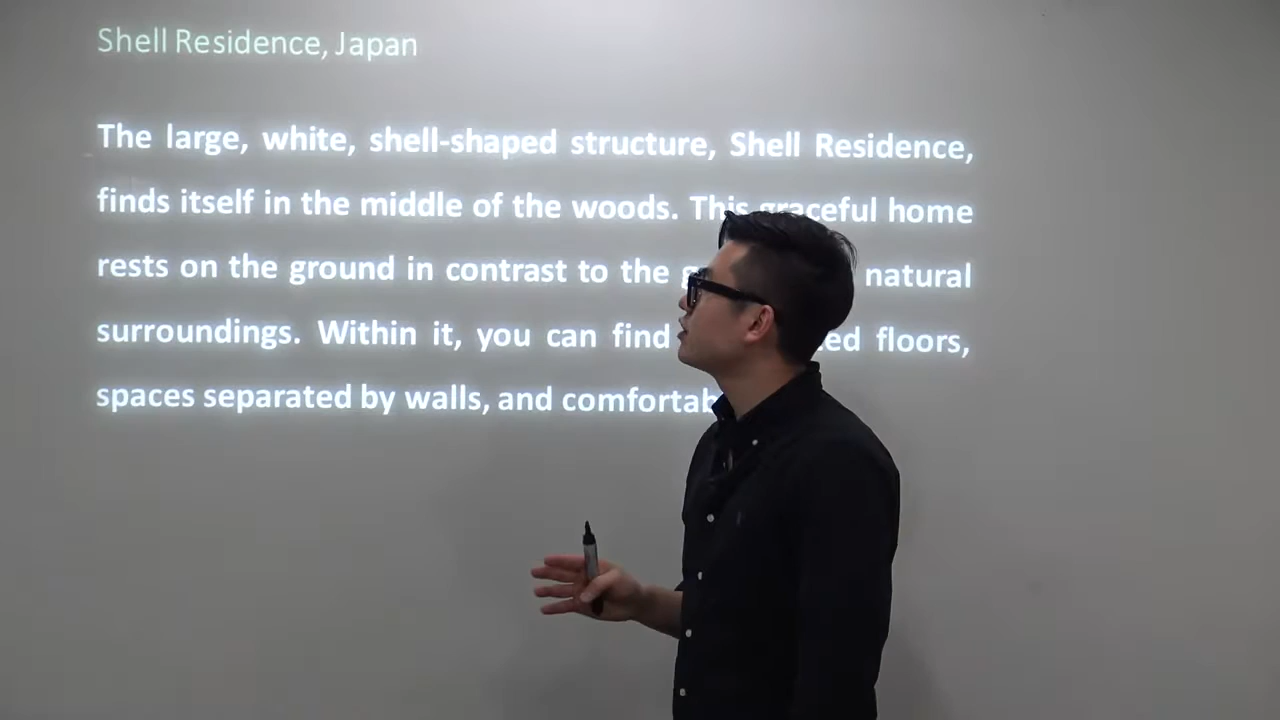 Shell Residence, Japan
The large, white, shell-shaped structure, Shell Residence,
finds itself in the middle of the woods. This graceful home
rests on the ground in contrast to the natural
surroundings. Within it, you can find floors,
spaces separated by walls, and